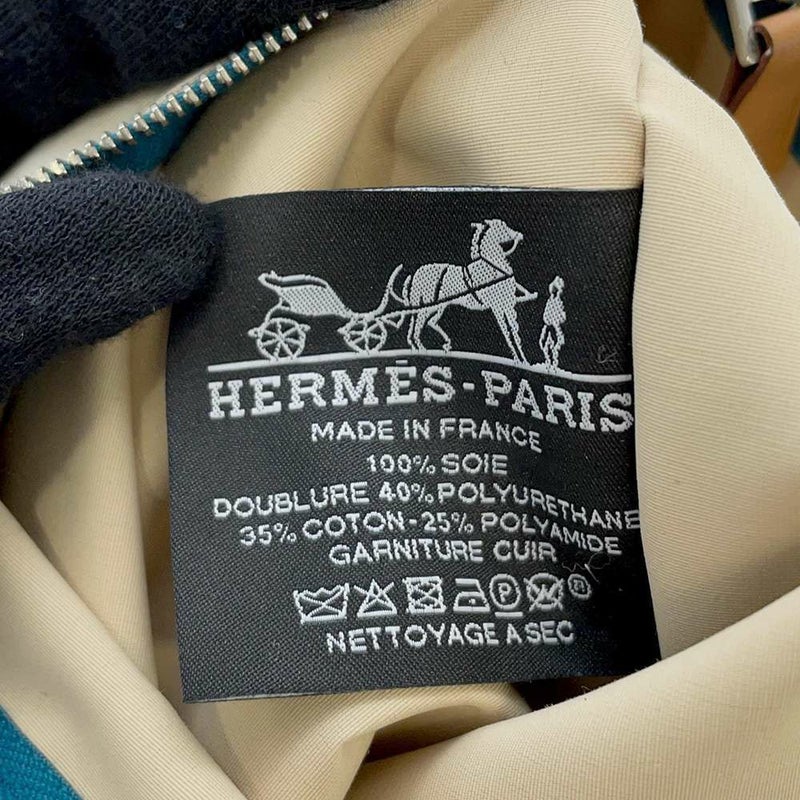 HERMÈS-PARIS
MADE IN FRANCE
100% SOIE
DOUBLURE 40% POLYURETHANE
35% COTON-25% POLYAMIDE
GARNITURE CUIR
P W
NETTOYAGE A SEC